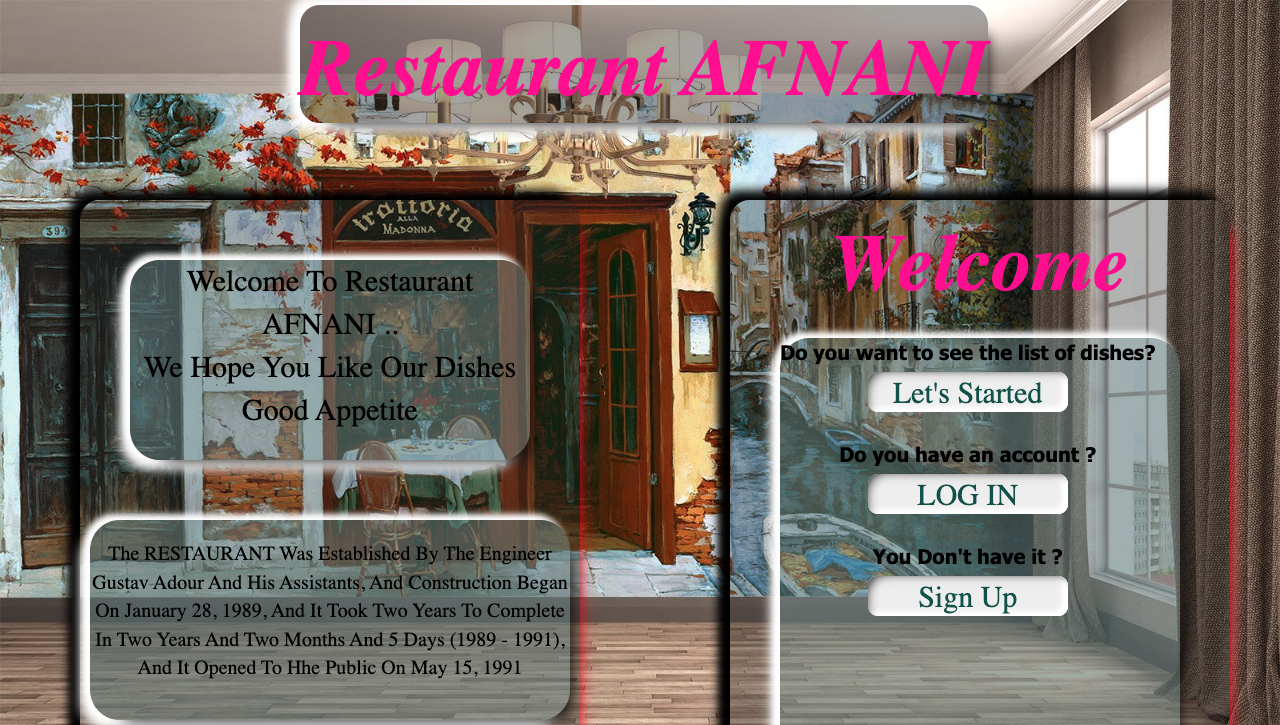 Restaurant AFNANI
394
trattoria
ALLA
MADONNA
Welcome To Restaurant
AFNANI ..
We Hope You Like Our Dishes
Good Appetite
The RESTAURANT Was Established By The Engineer
Gustav Adour And His Assistants, And Construction Began
On January 28, 1989, And It Took Two Years To Complete
In Two Years And Two Months And 5 Days (1989 - 1991),
And It Opened To Hhe Public On May 15, 1991
Welcome
Do you want to see the list of dishes?
Let's Started
Do you have an account ?
LOG IN
You Don't have it ?
Sign Up